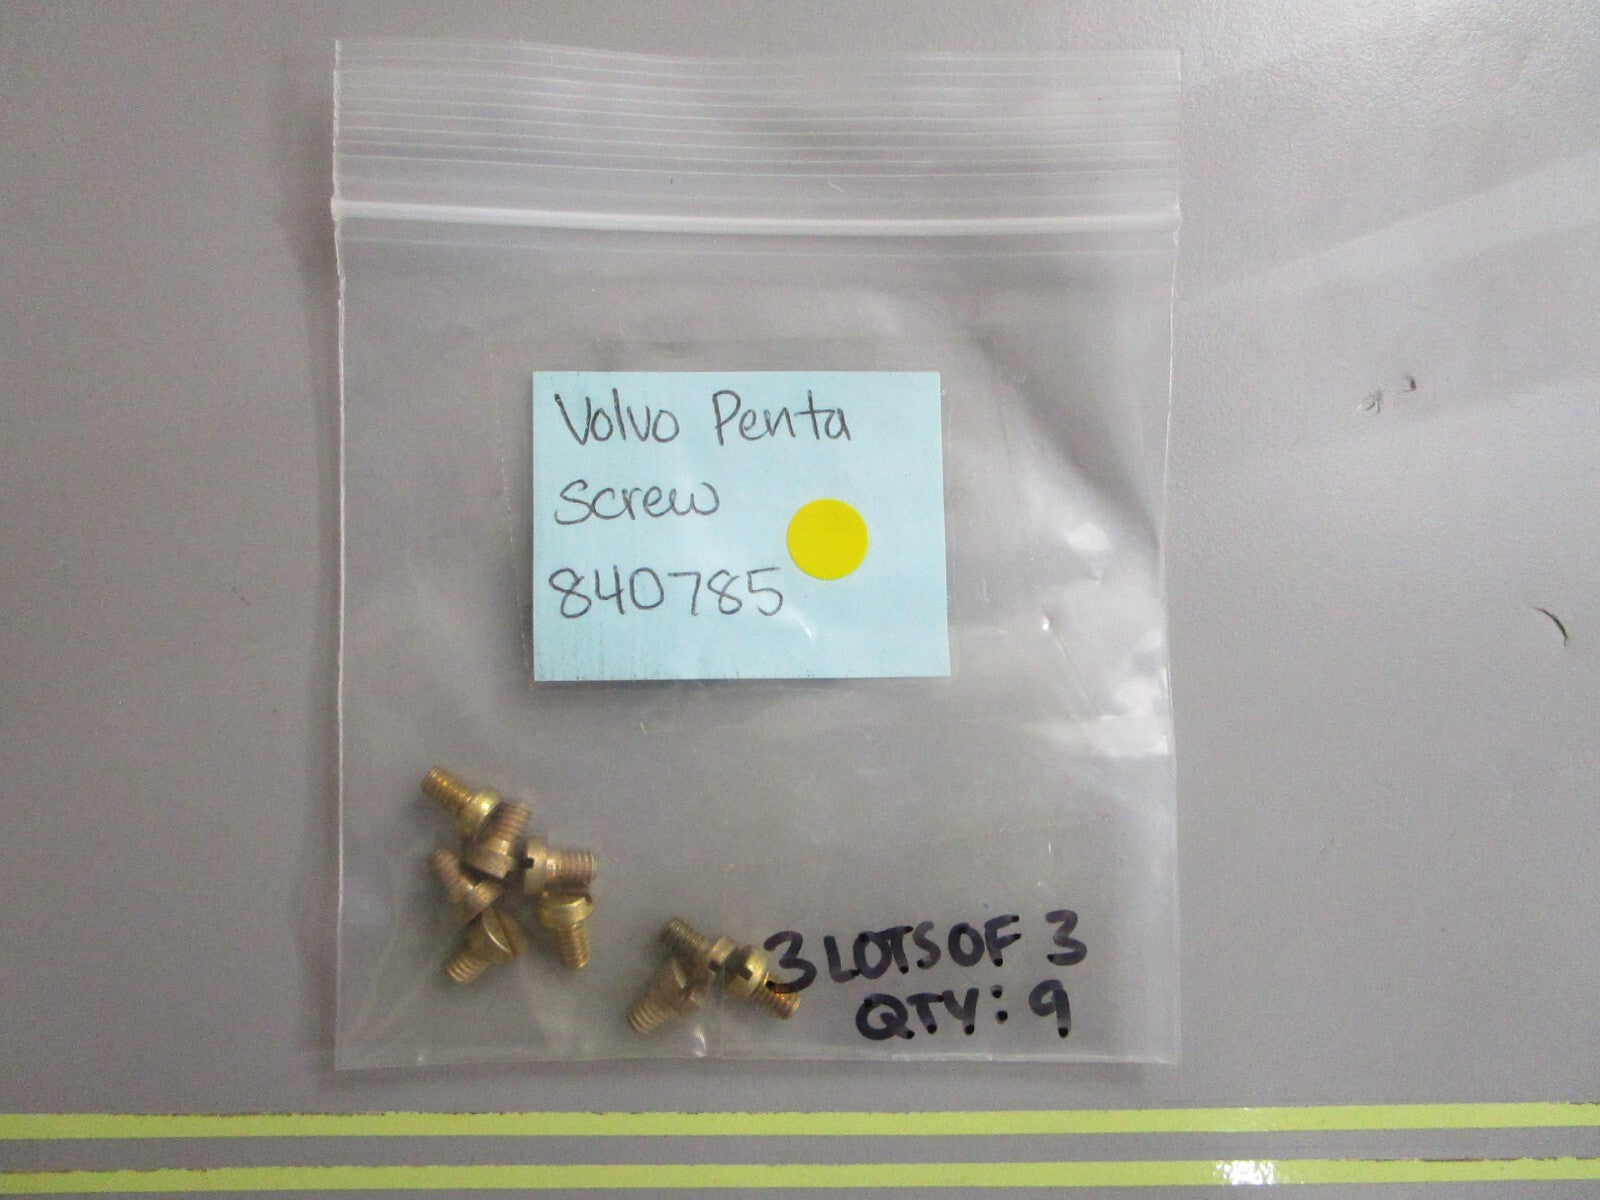 Volvo Penta
Screw
840785
3 LOTS OF 3
QTY: 9